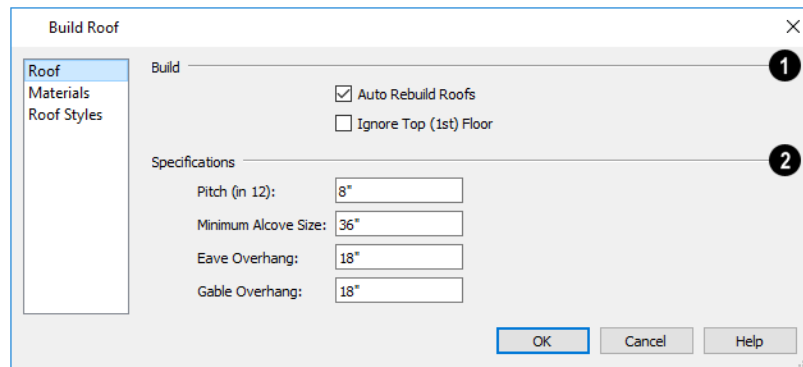 Build Roof
Roof
Materials
Roof Styles
Build
1
Auto Rebuild Roofs
Ignore Top (1st) Floor
Specifications
2
Pitch (in 12): 8"
Minimum Alcove Size: 36"
Eave Overhang: 18"
Gable Overhang: 18"
OK Cancel Help